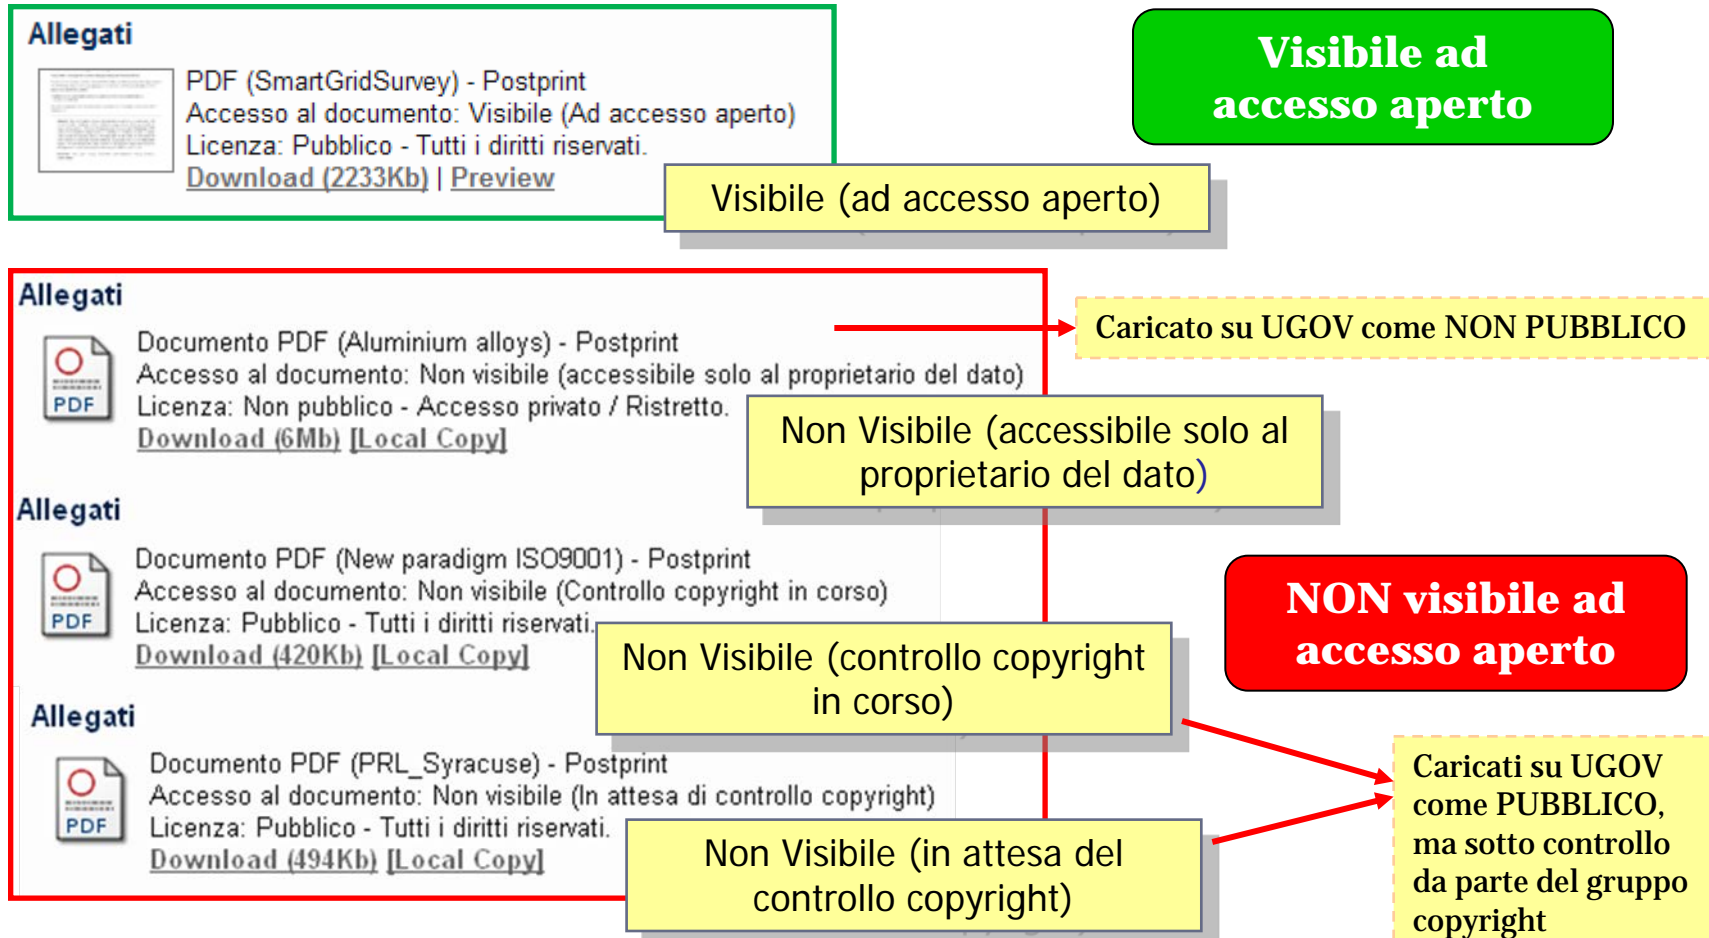 Allegati
PDF (SmartGridSurvey) - Postprint
Accesso al documento: Visibile (Ad accesso aperto)
Licenza: Pubblico - Tutti i diritti riservati.
Download (2233Kb) | Preview
Visibile (ad accesso aperto)
Visibile ad
accesso aperto
Allegati
PDF
Documento PDF (Aluminium alloys) - Postprint
Accesso al documento: Non visibile (accessibile solo al proprietario del dato)
Licenza: Non pubblico - Accesso privato / Ristretto.
Download (6Mb) [Local Copy]
Caricato su UGOV come NON PUBBLICO
Non Visibile (accessibile solo al
proprietario del dato)
Allegati
PDF
Documento PDF (New paradigm ISO9001) - Postprint
Accesso al documento: Non visibile (Controllo copyright in corso)
Licenza: Pubblico - Tutti i diritti riservati.
Download (420Kb) [Local Copy]
Non Visibile (controllo copyright
in corso)
NON visibile ad
accesso aperto
Allegati
PDF
Documento PDF (PRL_Syracuse) - Postprint
Accesso al documento: Non visibile (In attesa di controllo copyright)
Licenza: Pubblico - Tutti i diritti riservati.
Download (494Kb) [Local Copy]
Non Visibile (in attesa del
controllo copyright)
Caricati su UGOV
come PUBBLICO,
ma sotto controllo
da parte del gruppo
copyright